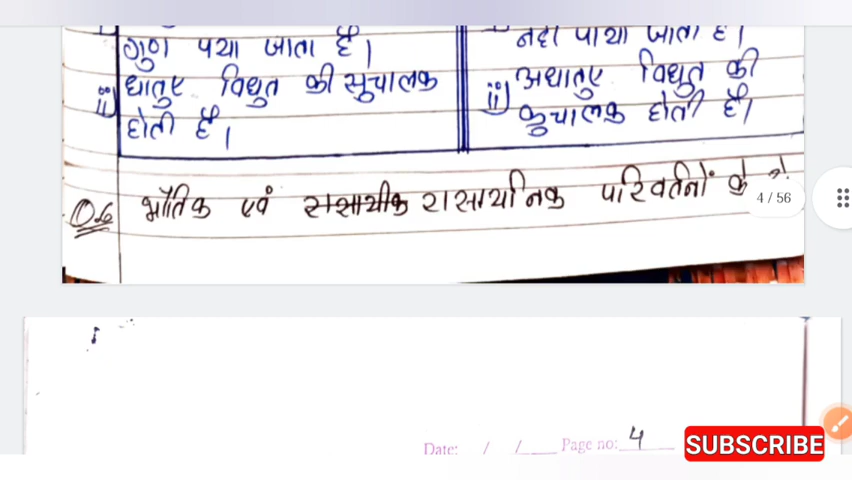 गुण पया जाता है।
नहीं पाया जाता है।
ii) धातुए विधुत की सुचालक
होती है।
ii) अधातुए विधुत की
कुचालक होती है।
Q.6 भौतिक एवं रासायनिक परिवर्तनों के
4 / 56
Date: / / Page no: 4
SUBSCRIBE